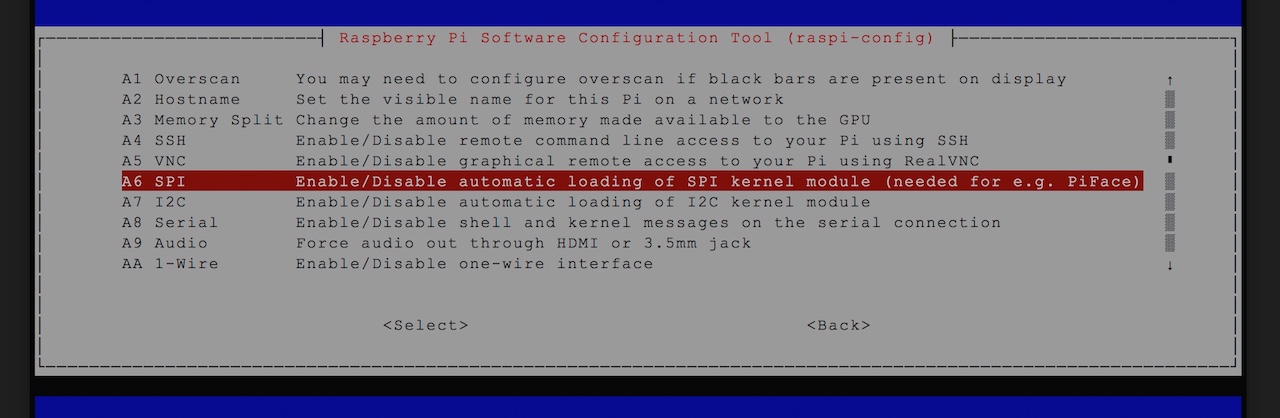 Raspberry Pi Software Configuration Tool (raspi-config)
A1 Overscan You may need to configure overscan if black bars are present on display
A2 Hostname Set the visible name for this Pi on a network
A3 Memory Split Change the amount of memory made available to the GPU
A4 SSH Enable/Disable remote command line access to your Pi using SSH
A5 VNC Enable/Disable graphical remote access to your Pi using RealVNC
A6 SPI Enable/Disable automatic loading of SPI kernel module (needed for e.g. PiFace)
A7 I2C Enable/Disable automatic loading of I2C kernel module
A8 Serial Enable/Disable shell and kernel messages on the serial connection
A9 Audio Force audio out through HDMI or 3.5mm jack
AA 1-Wire Enable/Disable one-wire interface
<Select> <Back>